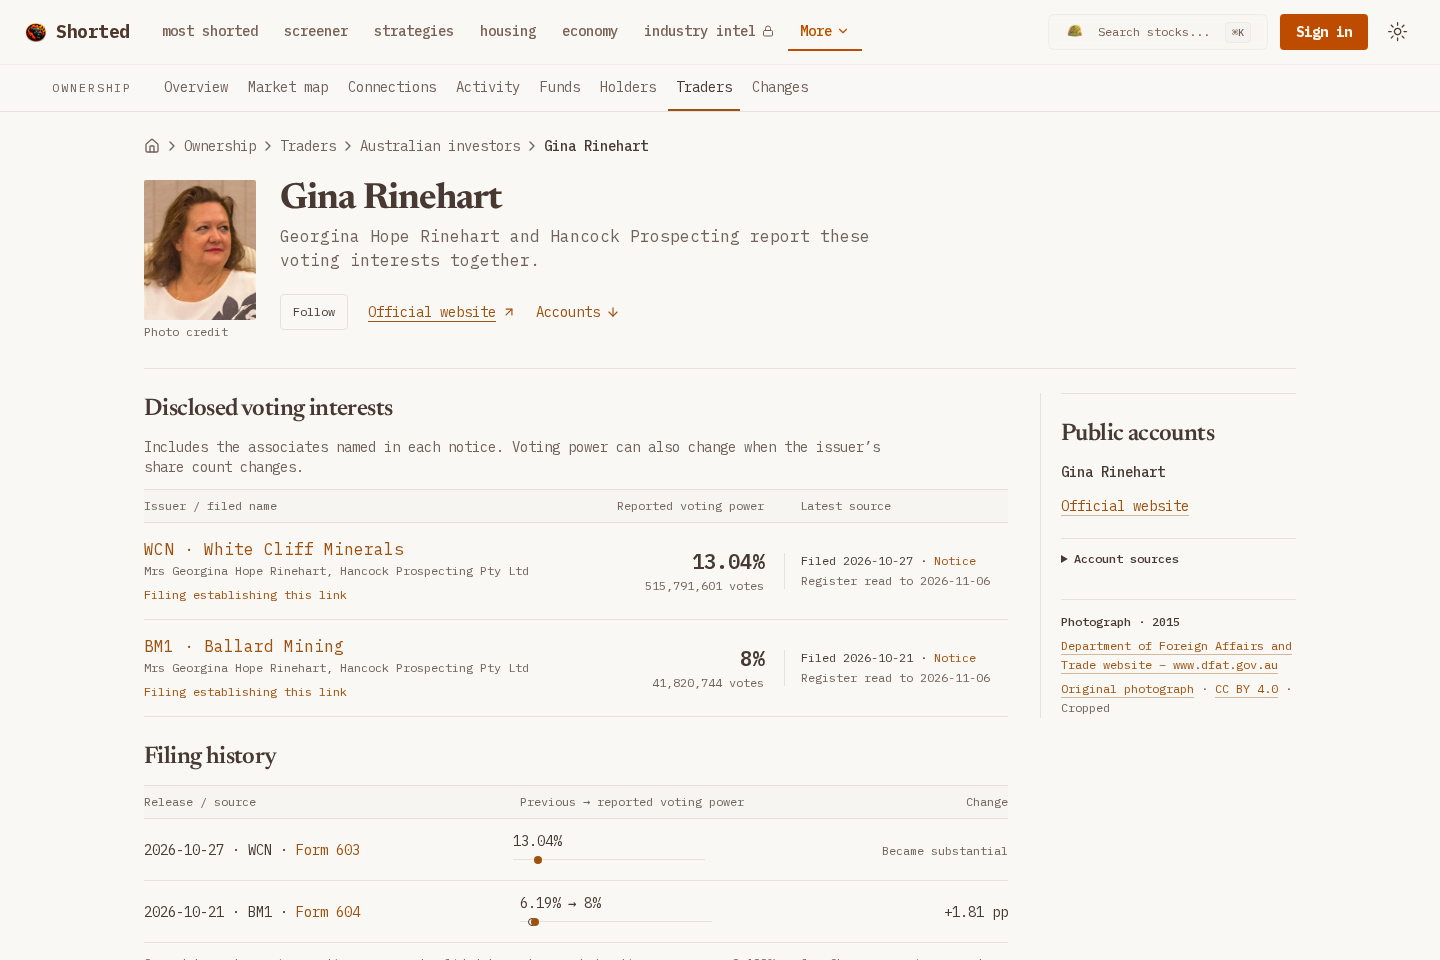 Shorted
most shorted
screener
strategies
housing
economy
industry intel
More
Search stocks...
⌘K
Sign in
OWNERSHIP
Overview
Market map
Connections
Activity
Funds
Holders
Traders
Changes
Ownership
Traders
Australian investors
Gina Rinehart
Gina Rinehart
Georgina Hope Rinehart and Hancock Prospecting report these
voting interests together.
Follow
Official website ↗
Accounts ↓
Photo credit
Disclosed voting interests
Includes the associates named in each notice. Voting power can also change when the issuer’s
share count changes.
Issuer / filed name
Reported voting power
Latest source
WCN · White Cliff Minerals
Mrs Georgina Hope Rinehart, Hancock Prospecting Pty Ltd
Filing establishing this link
13.04%
515,791,601 votes
Filed 2026-10-27 · Notice
Register read to 2026-11-06
BM1 · Ballard Mining
Mrs Georgina Hope Rinehart, Hancock Prospecting Pty Ltd
Filing establishing this link
8%
41,820,744 votes
Filed 2026-10-21 · Notice
Register read to 2026-11-06
Filing history
Release / source
Previous → reported voting power
Change
2026-10-27 · WCN · Form 603
13.04%
Became substantial
2026-10-21 · BM1 · Form 604
6.19% → 8%
+1.81 pp
Public accounts
Gina Rinehart
Official website
▶ Account sources
Photograph · 2015
Department of Foreign Affairs and
Trade website – www.dfat.gov.au
Original photograph · CC BY 4.0 ·
Cropped